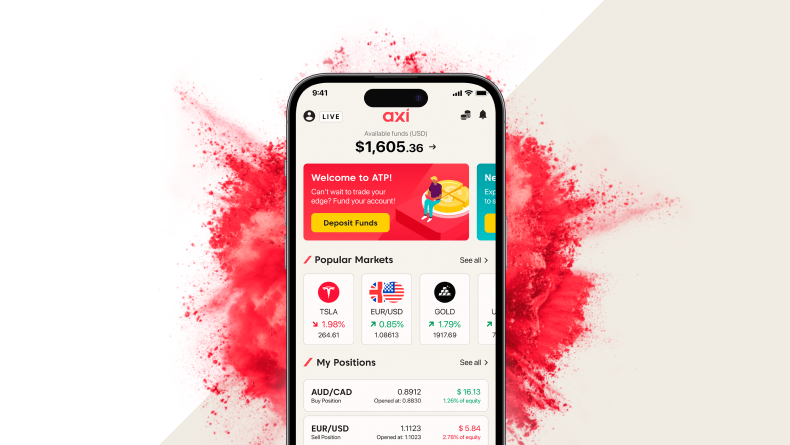 9:41
LIVE
axi
Available funds (USD)
$1,605.36
Welcome to ATP!
Can't wait to trade your
edge? Fund your account!
Deposit Funds
Ne
Exp
to s
Popular Markets
See all
TSLA
1.98%
264.61
EUR/USD
0.85%
1.08613
GOLD
1.79%
1917.69
U
7
My Positions
See all
AUD/CAD
0.8912
$ 16.13
Buy Position
Opened at: 0.8830
1.26% of equity
EUR/USD
1.1123
$ 5.84
Sell Position
Opened at: 1.1023
2.78% of equity